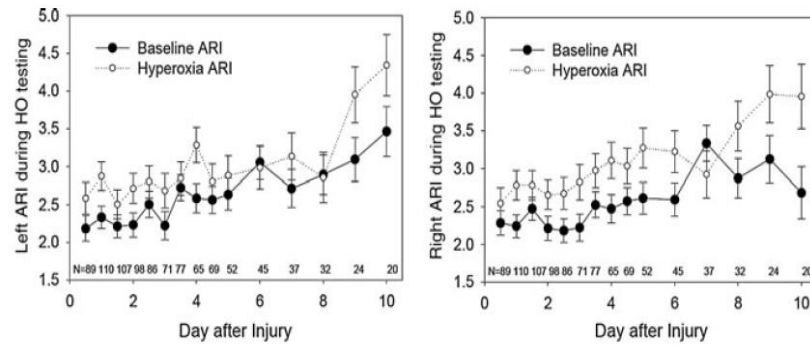 Left ARI during HO testing
5.0
4.5
4.0
3.5
3.0
2.5
2.0
1.5
Baseline ARI
Hyperoxia ARI
N=89 110 107 98 86 71 77 65 69 52 45 37 32 24 20
0 2 4 6 8 10
Day after Injury
Right ARI during HO testing
5.0
4.5
4.0
3.5
3.0
2.5
2.0
1.5
Baseline ARI
Hyperoxia ARI
N=89 110 107 98 86 71 77 65 69 52 45 37 32 24 20
0 2 4 6 8 10
Day after Injury